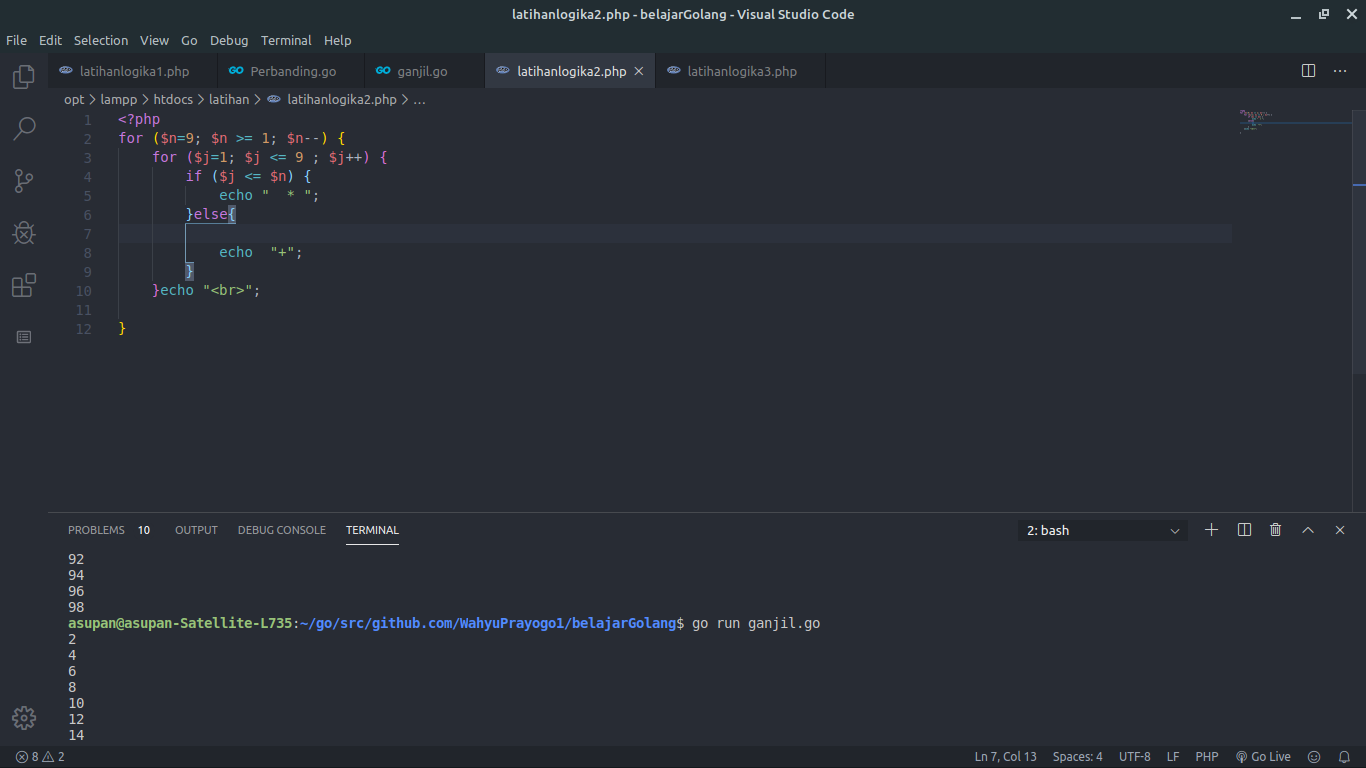 latihanlogika2.php - belajarGolang - Visual Studio Code
File Edit Selection View Go Debug Terminal Help
latihanlogika1.php GO Perbanding.go GO ganjil.go latihanlogika2.php latihanlogika3.php
opt > lampp > htdocs > latihan > latihanlogika2.php > ...
1 <?php
2 for ($n=9; $n >= 1; $n--) {
3     for ($j=1; $j <= 9 ; $j++) {
4         if ($j <= $n) {
5             echo "  * ";
6         }else{
7
8             echo  "+";
9         }
10     }echo "<br>";
11
12 }
PROBLEMS 10 OUTPUT DEBUG CONSOLE TERMINAL 2: bash
92
94
96
98
asupan@asupan-Satellite-L735:~/go/src/github.com/WahyuPrayogo1/belajarGolang$ go run ganjil.go
2
4
6
8
10
12
14
8 2 Ln 7, Col 13 Spaces: 4 UTF-8 LF PHP Go Live